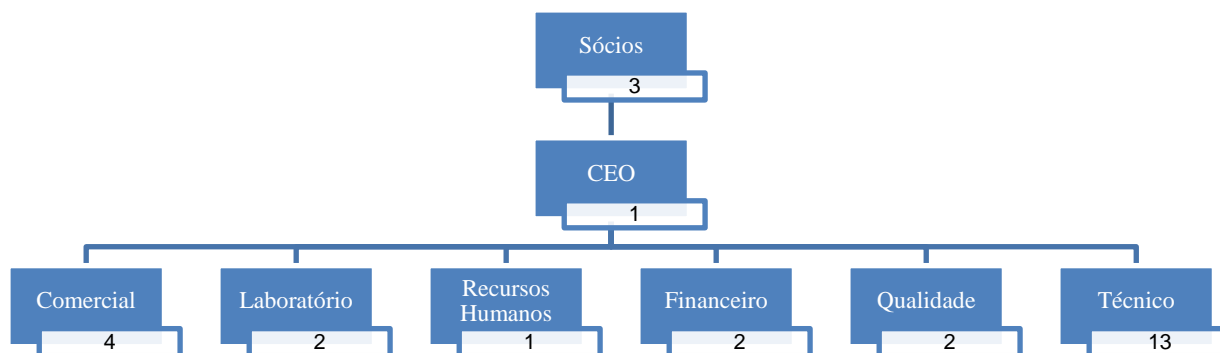 Sócios
3
CEO
1
Comercial
4
Laboratório
2
Recursos
Humanos
1
Financeiro
2
Qualidade
2
Técnico
13